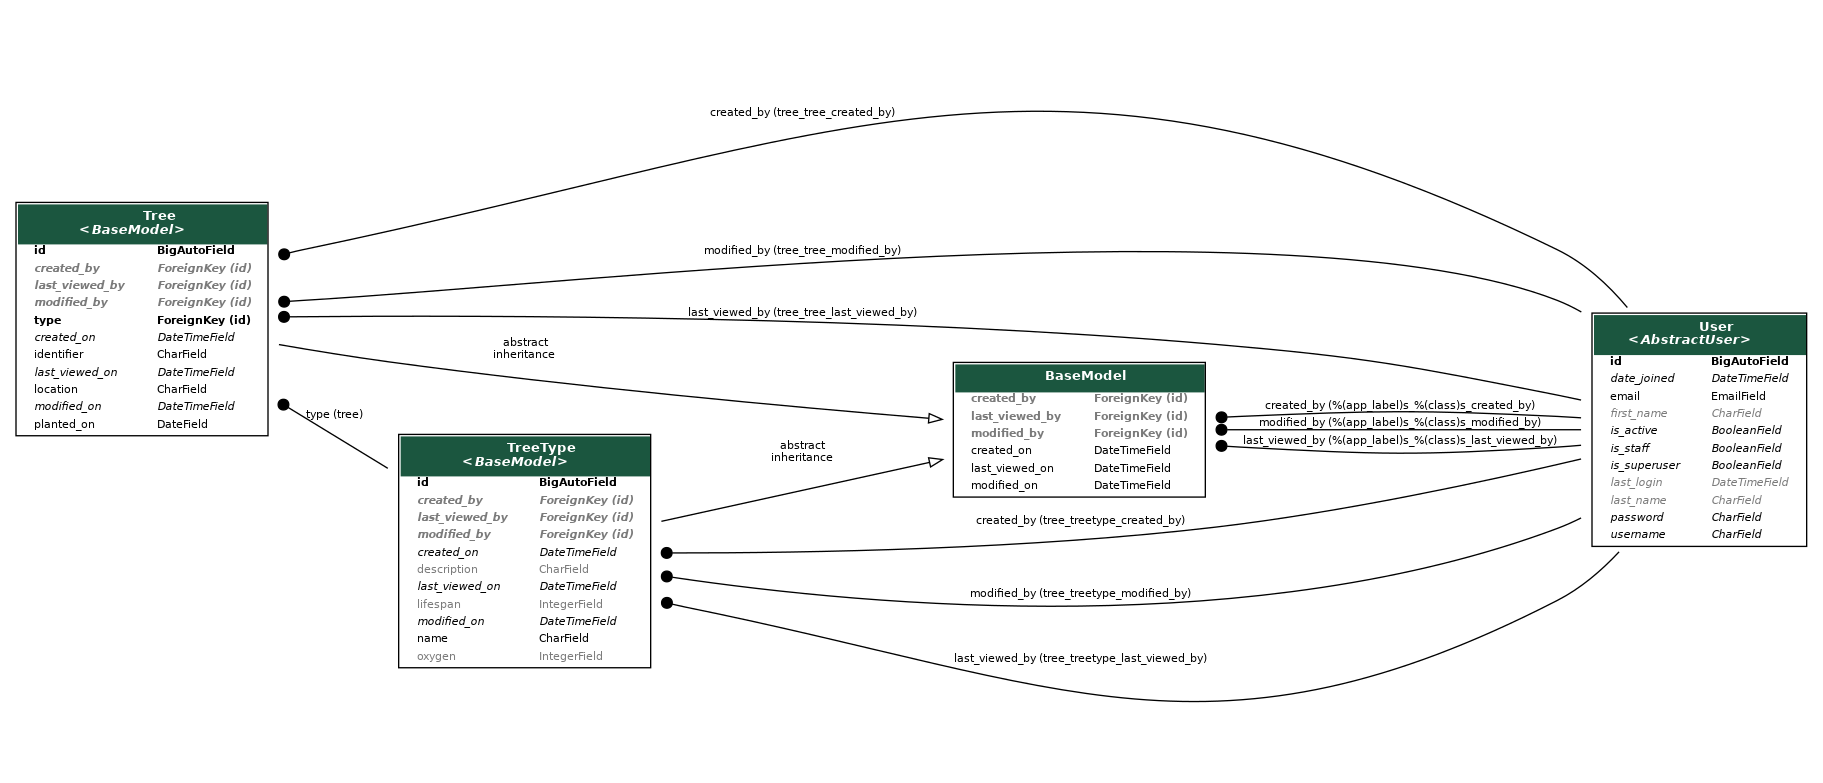 created_by (tree_tree_created_by)
Tree
<BaseModel>
id BigAutoField
created_by ForeignKey (id)
last_viewed_by ForeignKey (id)
modified_by ForeignKey (id)
type ForeignKey (id)
created_on DateTimeField
identifier CharField
last_viewed_on DateTimeField
location CharField
modified_on DateTimeField
planted_on DateField
modified_by (tree_tree_modified_by)
last_viewed_by (tree_tree_last_viewed_by)
abstract
inheritance
type (tree)
TreeType
<BaseModel>
id BigAutoField
created_by ForeignKey (id)
last_viewed_by ForeignKey (id)
modified_by ForeignKey (id)
created_on DateTimeField
description CharField
last_viewed_on DateTimeField
lifespan IntegerField
modified_on DateTimeField
name CharField
oxygen IntegerField
abstract
inheritance
BaseModel
created_by ForeignKey (id)
last_viewed_by ForeignKey (id)
modified_by ForeignKey (id)
created_on DateTimeField
last_viewed_on DateTimeField
modified_on DateTimeField
created_by (%(app_label)s_%(class)s_created_by)
modified_by (%(app_label)s_%(class)s_modified_by)
last_viewed_by (%(app_label)s_%(class)s_last_viewed_by)
created_by (tree_treetype_created_by)
modified_by (tree_treetype_modified_by)
last_viewed_by (tree_treetype_last_viewed_by)
User
<AbstractUser>
id BigAutoField
date_joined DateTimeField
email EmailField
first_name CharField
is_active BooleanField
is_staff BooleanField
is_superuser BooleanField
last_login DateTimeField
last_name CharField
password CharField
username CharField